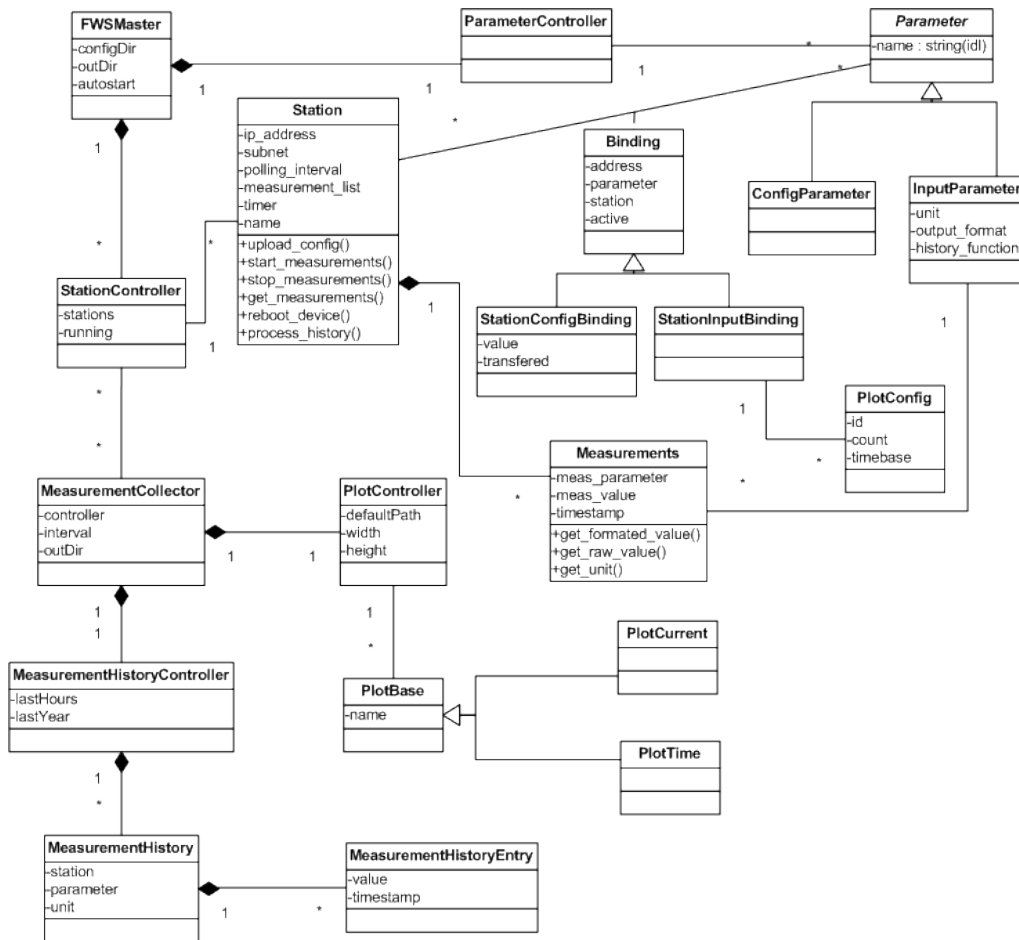 FWSMaster
-configDir
-outDir
-autostart
ParameterController
Parameter
-name : string(idl)
1
1
1
*
*
*
1
*
Station
-ip_address
-subnet
-polling_interval
-measurement_list
-timer
-name
+upload_config()
+start_measurements()
+stop_measurements()
+get_measurements()
+reboot_device()
+process_history()
Binding
-address
-parameter
-station
-active
ConfigParameter
InputParameter
-unit
-output_format
-history_function
*
1
1
1
StationController
-stations
-running
StationConfigBinding
-value
-transfered
StationInputBinding
PlotConfig
-id
-count
-timebase
1
*
*
*
*
*
Measurements
-meas_parameter
-meas_value
-timestamp
+get_formated_value()
+get_raw_value()
+get_unit()
MeasurementCollector
-controller
-interval
-outDir
PlotController
-defaultPath
-width
-height
1
1
1
1
1
*
MeasurementHistoryController
-lastHours
-lastYear
PlotBase
-name
PlotCurrent
PlotTime
1
*
MeasurementHistory
-station
-parameter
-unit
MeasurementHistoryEntry
-value
-timestamp
1
*